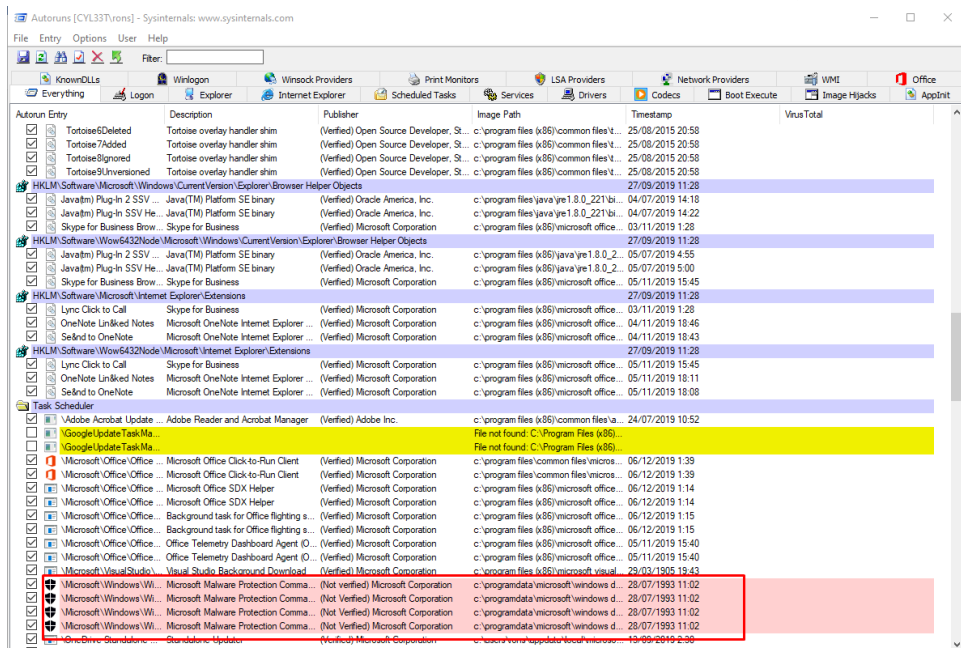 Autoruns [CYL33T\rons] - Sysinternals: www.sysinternals.com
File Entry Options User Help
Filter:
KnownDLLs Winlogon Winsock Providers Print Monitors LSA Providers Network Providers WMI Office
Everything Logon Explorer Internet Explorer Scheduled Tasks Services Drivers Codecs Boot Execute Image Hijacks AppInit
Autorun Entry Description Publisher Image Path Timestamp VirusTotal
Tortoise6Deleted Tortoise overlay handler shim (Verified) Open Source Developer, St... c:\program files (x86)\common files\t... 25/08/2015 20:58
Tortoise7Added Tortoise overlay handler shim (Verified) Open Source Developer, St... c:\program files (x86)\common files\t... 25/08/2015 20:58
Tortoise8Ignored Tortoise overlay handler shim (Verified) Open Source Developer, St... c:\program files (x86)\common files\t... 25/08/2015 20:58
Tortoise9Unversioned Tortoise overlay handler shim (Verified) Open Source Developer, St... c:\program files (x86)\common files\t... 25/08/2015 20:58
HKLM\Software\Microsoft\Windows\CurrentVersion\Explorer\Browser Helper Objects 27/09/2019 11:28
Java(tm) Plug-In 2 SSV ... Java(TM) Platform SE binary (Verified) Oracle America, Inc. c:\program files\java\jre1.8.0_221\bi... 04/07/2019 14:18
Java(tm) Plug-In SSV He... Java(TM) Platform SE binary (Verified) Oracle America, Inc. c:\program files\java\jre1.8.0_221\bi... 04/07/2019 14:22
Skype for Business Brow... Skype for Business (Verified) Microsoft Corporation c:\program files (x86)\microsoft office... 03/11/2019 1:28
HKLM\Software\Wow6432Node\Microsoft\Windows\CurrentVersion\Explorer\Browser Helper Objects 27/09/2019 11:28
Java(tm) Plug-In 2 SSV ... Java(TM) Platform SE binary (Verified) Oracle America, Inc. c:\program files (x86)\java\jre1.8.0_2... 05/07/2019 4:55
Java(tm) Plug-In SSV He... Java(TM) Platform SE binary (Verified) Oracle America, Inc. c:\program files (x86)\java\jre1.8.0_2... 05/07/2019 5:00
Skype for Business Brow... Skype for Business (Verified) Microsoft Corporation c:\program files (x86)\microsoft office... 05/11/2019 15:45
HKLM\Software\Microsoft\Internet Explorer\Extensions 27/09/2019 11:28
Lync Click to Call Skype for Business (Verified) Microsoft Corporation c:\program files (x86)\microsoft office... 03/11/2019 1:28
OneNote Lin&ked Notes Microsoft OneNote Internet Explorer ... (Verified) Microsoft Corporation c:\program files (x86)\microsoft office... 04/11/2019 18:46
Se&nd to OneNote Microsoft OneNote Internet Explorer ... (Verified) Microsoft Corporation c:\program files (x86)\microsoft office... 04/11/2019 18:43
HKLM\Software\Wow6432Node\Microsoft\Internet Explorer\Extensions 27/09/2019 11:28
Lync Click to Call Skype for Business (Verified) Microsoft Corporation c:\program files (x86)\microsoft office... 05/11/2019 15:45
OneNote Lin&ked Notes Microsoft OneNote Internet Explorer ... (Verified) Microsoft Corporation c:\program files (x86)\microsoft office... 05/11/2019 18:11
Se&nd to OneNote Microsoft OneNote Internet Explorer ... (Verified) Microsoft Corporation c:\program files (x86)\microsoft office... 05/11/2019 18:08
Task Scheduler
\Adobe Acrobat Update ... Adobe Reader and Acrobat Manager (Verified) Adobe Inc. c:\program files (x86)\common files\a... 24/07/2019 10:52
\GoogleUpdateTaskMa... File not found: C:\Program Files (x86)...
\GoogleUpdateTaskMa... File not found: C:\Program Files (x86)...
\Microsoft\Office\Office ... Microsoft Office Click-to-Run Client (Verified) Microsoft Corporation c:\program files\common files\micros... 06/12/2019 1:39
\Microsoft\Office\Office ... Microsoft Office Click-to-Run Client (Verified) Microsoft Corporation c:\program files\common files\micros... 06/12/2019 1:39
\Microsoft\Office\Office ... Microsoft Office SDX Helper (Verified) Microsoft Corporation c:\program files (x86)\microsoft office... 06/12/2019 1:14
\Microsoft\Office\Office ... Microsoft Office SDX Helper (Verified) Microsoft Corporation c:\program files (x86)\microsoft office... 06/12/2019 1:14
\Microsoft\Office\Office... Background task for Office flighting s... (Verified) Microsoft Corporation c:\program files (x86)\microsoft office... 06/12/2019 1:15
\Microsoft\Office\Office... Background task for Office flighting s... (Verified) Microsoft Corporation c:\program files (x86)\microsoft office... 06/12/2019 1:15
\Microsoft\Office\Office... Office Telemetry Dashboard Agent (O... (Verified) Microsoft Corporation c:\program files (x86)\microsoft office... 05/11/2019 15:40
\Microsoft\Office\Office... Office Telemetry Dashboard Agent (O... (Verified) Microsoft Corporation c:\program files (x86)\microsoft office... 05/11/2019 15:40
\Microsoft\VisualStudio\... Visual Studio Background Download (Verified) Microsoft Corporation c:\program files (x86)\microsoft visual... 29/03/1905 19:43
\Microsoft\Windows\Wi... Microsoft Malware Protection Comma... (Not verified) Microsoft Corporation c:\programdata\microsoft\windows d... 28/07/1993 11:02
\Microsoft\Windows\Wi... Microsoft Malware Protection Comma... (Not Verified) Microsoft Corporation c:\programdata\microsoft\windows d... 28/07/1993 11:02
\Microsoft\Windows\Wi... Microsoft Malware Protection Comma... (Not Verified) Microsoft Corporation c:\programdata\microsoft\windows d... 28/07/1993 11:02
\Microsoft\Windows\Wi... Microsoft Malware Protection Comma... (Not Verified) Microsoft Corporation c:\programdata\microsoft\windows d... 28/07/1993 11:02
\OneDrive Standalone ... Standalone Updater (Verified) Microsoft Corporation c:\users\rons\appdata\local\microso... 13/09/2019 2:38